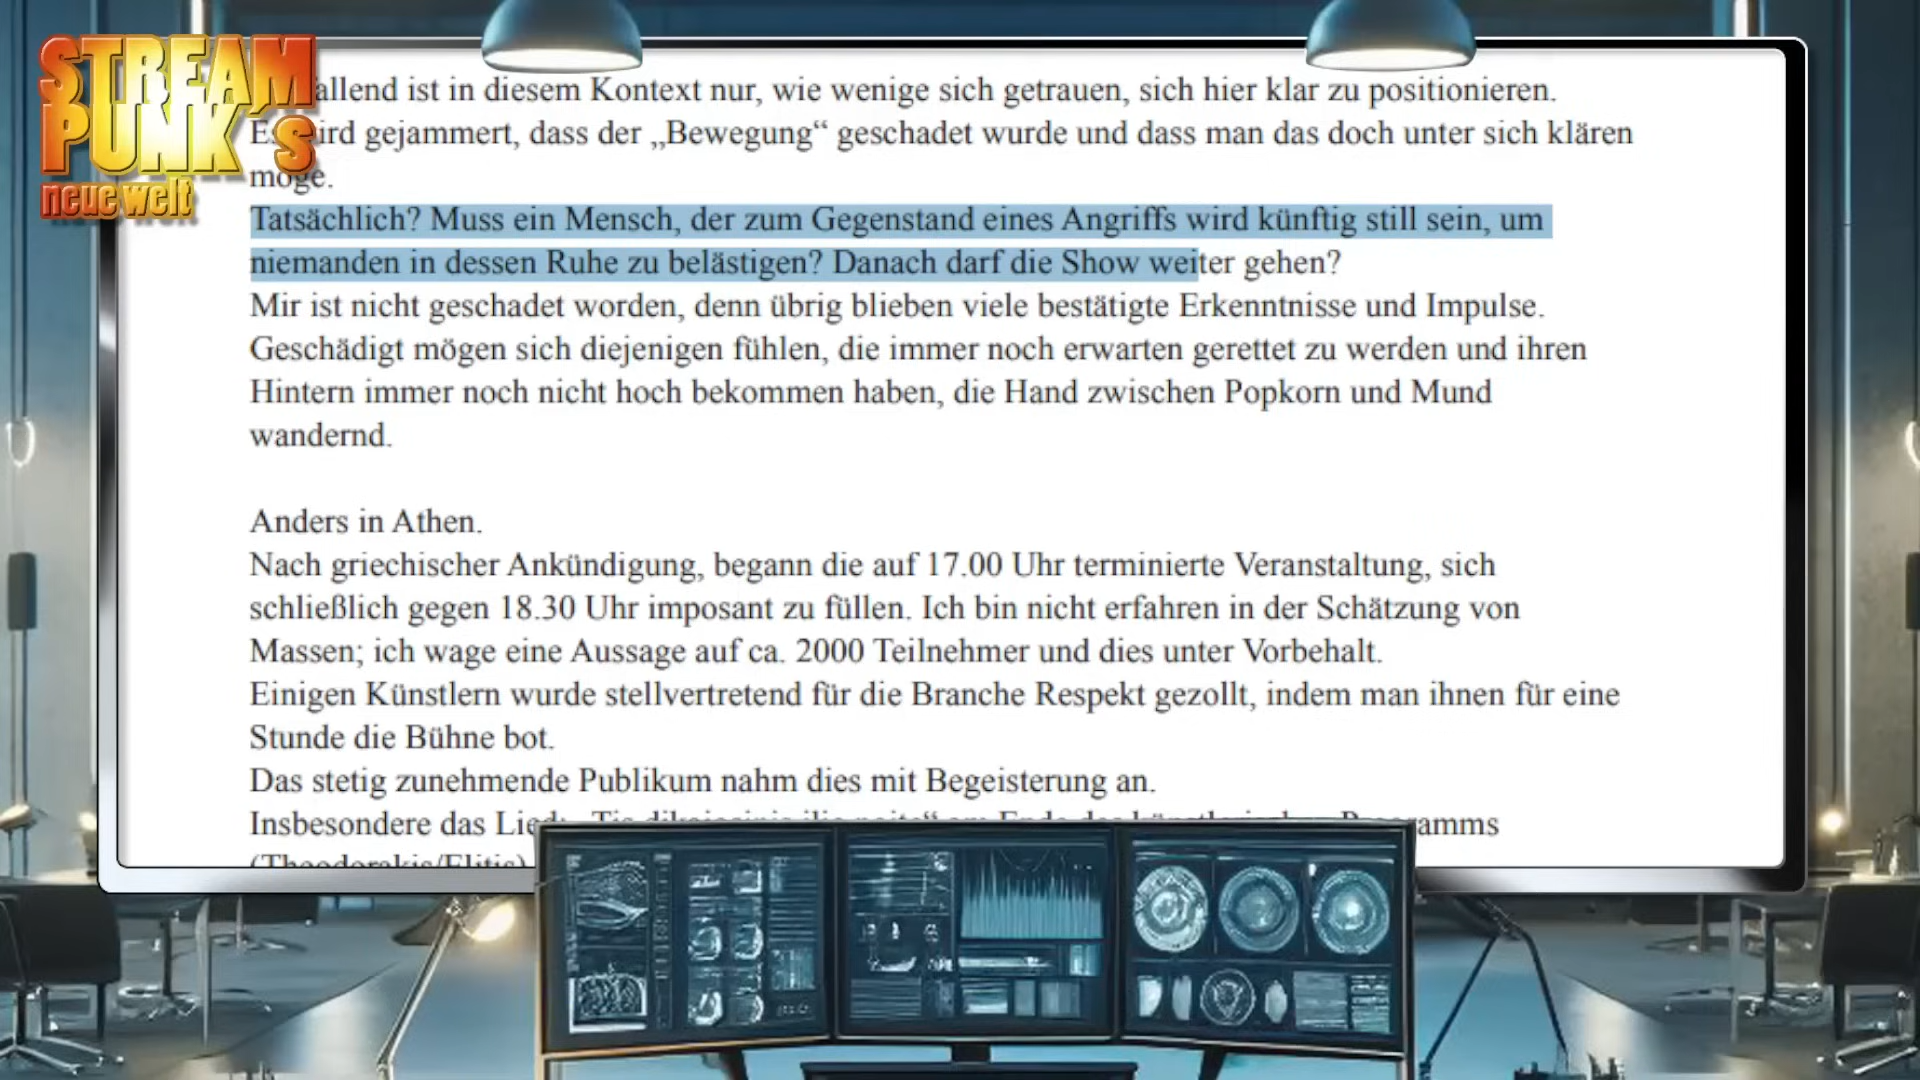 STREAM
PUNK's
neue welt
allend ist in diesem Kontext nur, wie wenige sich getrauen, sich hier klar zu positionieren.
ird gejammert, dass der „Bewegung“ geschadet wurde und dass man das doch unter sich klären
möge.
Tatsächlich? Muss ein Mensch, der zum Gegenstand eines Angriffs wird künftig still sein, um
niemanden in dessen Ruhe zu belästigen? Danach darf die Show weiter gehen?
Mir ist nicht geschadet worden, denn übrig blieben viele bestätigte Erkenntnisse und Impulse.
Geschädigt mögen sich diejenigen fühlen, die immer noch erwarten gerettet zu werden und ihren
Hintern immer noch nicht hoch bekommen haben, die Hand zwischen Popkorn und Mund
wandernd.
Anders in Athen.
Nach griechischer Ankündigung, begann die auf 17.00 Uhr terminierte Veranstaltung, sich
schließlich gegen 18.30 Uhr imposant zu füllen. Ich bin nicht erfahren in der Schätzung von
Massen; ich wage eine Aussage auf ca. 2000 Teilnehmer und dies unter Vorbehalt.
Einigen Künstlern wurde stellvertretend für die Branche Respekt gezollt, indem man ihnen für eine
Stunde die Bühne bot.
Das stetig zunehmende Publikum nahm dies mit Begeisterung an.
Insbesondere das